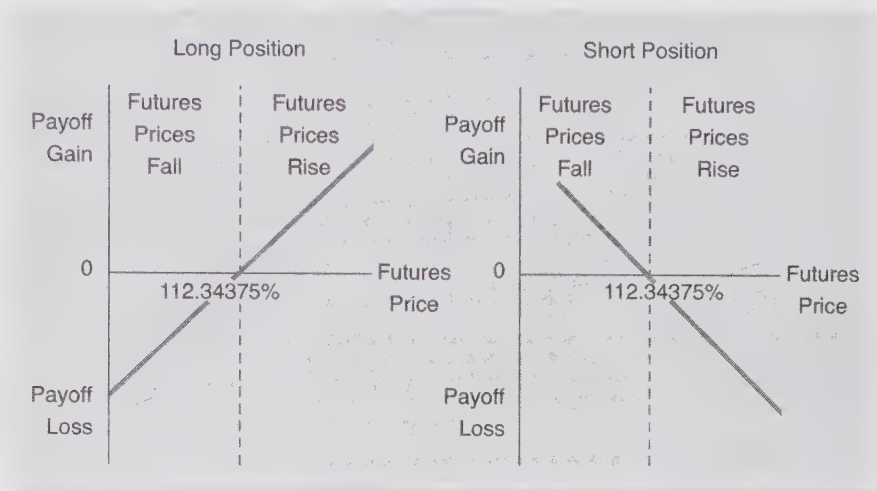 Long Position
Payoff
Gain
Futures
Prices
Fall
Futures
Prices
Rise
0
112.34375%
Futures
Price
Payoff
Loss
Short Position
Payoff
Gain
Futures
Prices
Fall
Futures
Prices
Rise
0
112.34375%
Futures
Price
Payoff
Loss